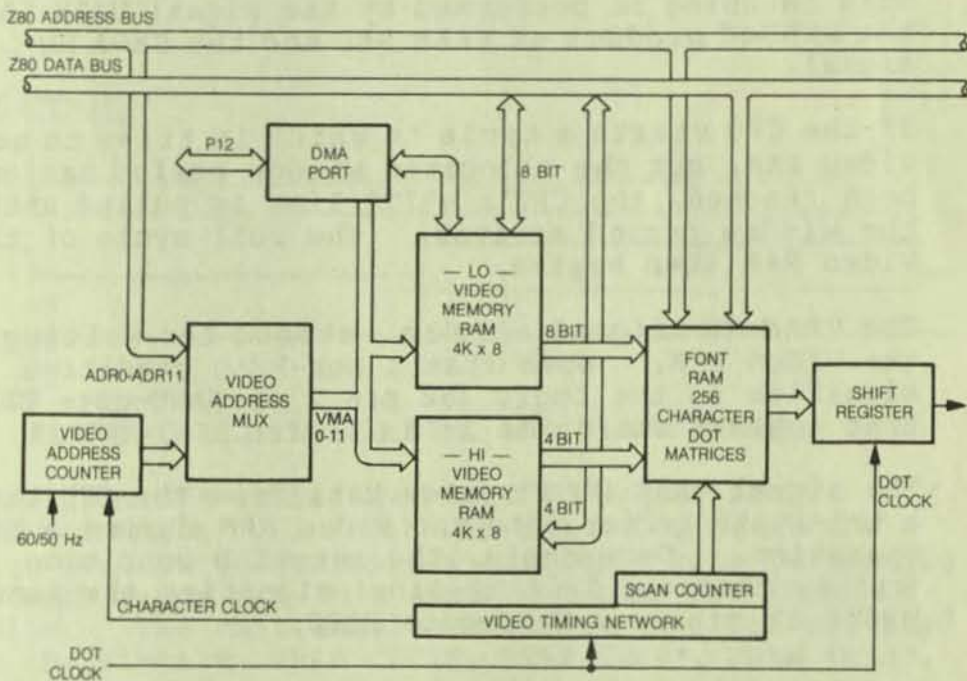 Z80 ADDRESS BUS
Z80 DATA BUS
P12
DMA
PORT
8 BIT
— LO —
VIDEO
MEMORY
RAM
4K x 8
8 BIT
ADR0-ADR11
VIDEO
ADDRESS
MUX
VMA
0-11
FONT
RAM
256
CHARACTER
DOT
MATRICES
SHIFT
REGISTER
VIDEO
ADDRESS
COUNTER
— HI —
VIDEO
MEMORY
RAM
4K x 8
4 BIT
4 BIT
DOT
CLOCK
60/50 Hz
CHARACTER CLOCK
SCAN COUNTER
VIDEO TIMING NETWORK
DOT
CLOCK